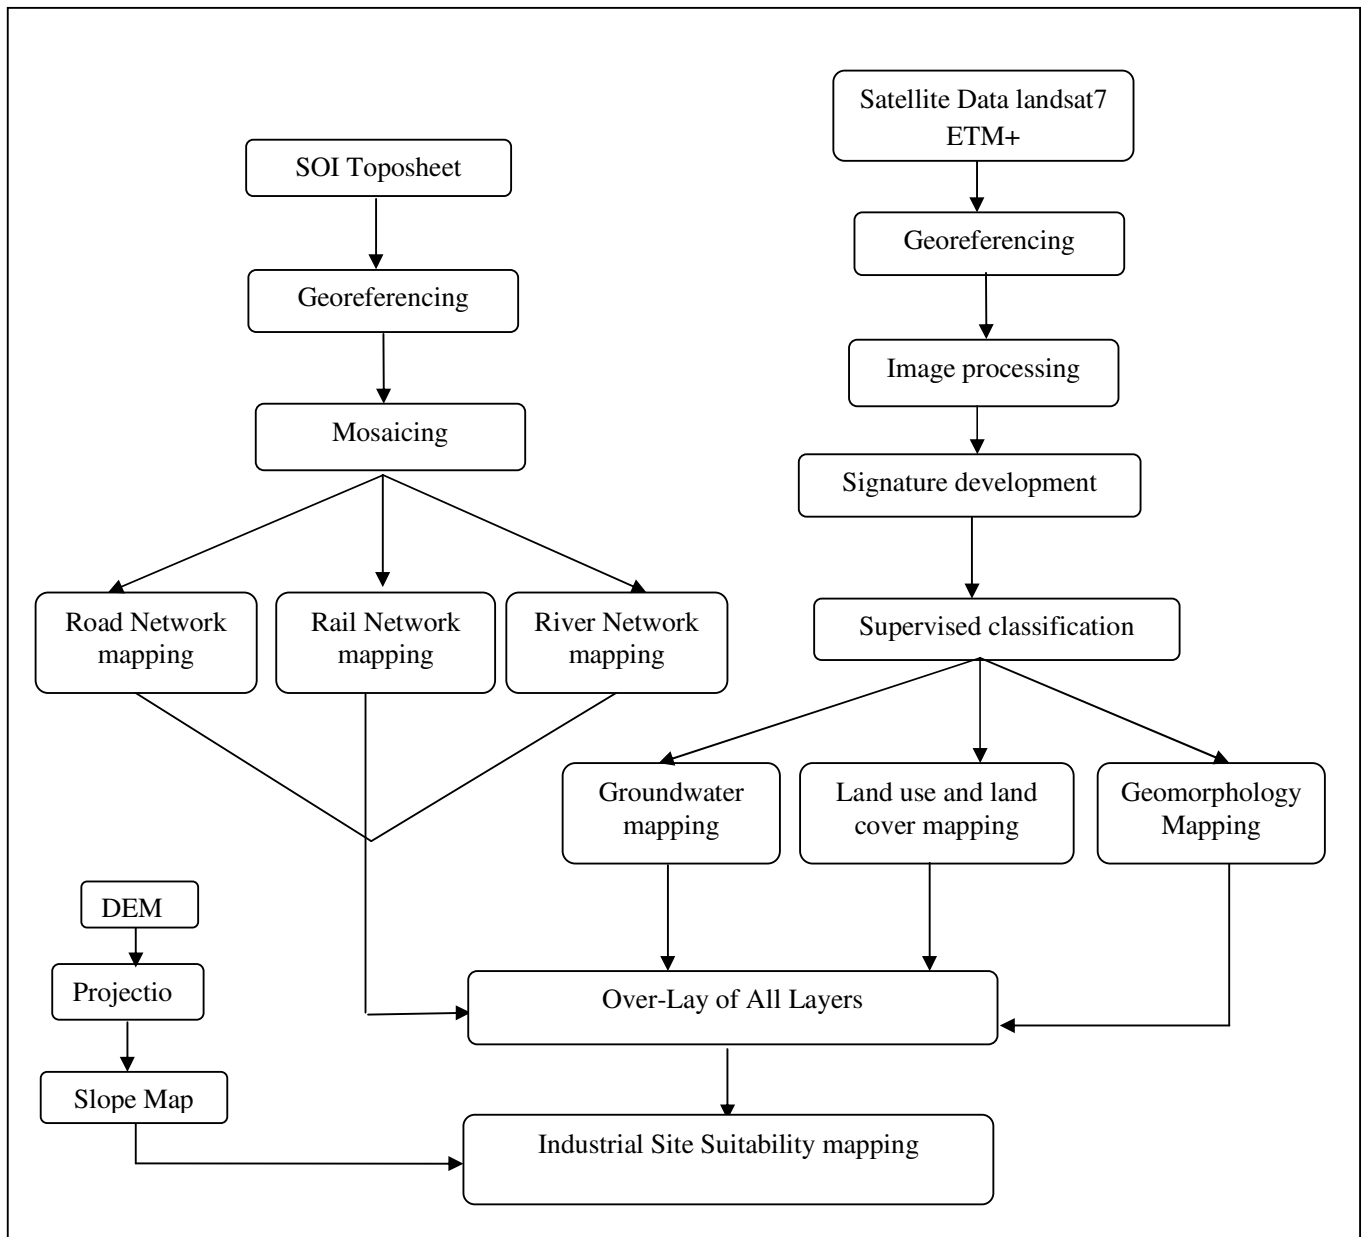 Satellite Data landsat7
ETM+
SOI Toposheet
Georeferencing
Georeferencing
Image processing
Mosaicing
Signature development
Road Network
mapping
Rail Network
mapping
River Network
mapping
Supervised classification
Groundwater
mapping
Land use and land
cover mapping
Geomorphology
Mapping
DEM
Projectio
Over-Lay of All Layers
Slope Map
Industrial Site Suitability mapping